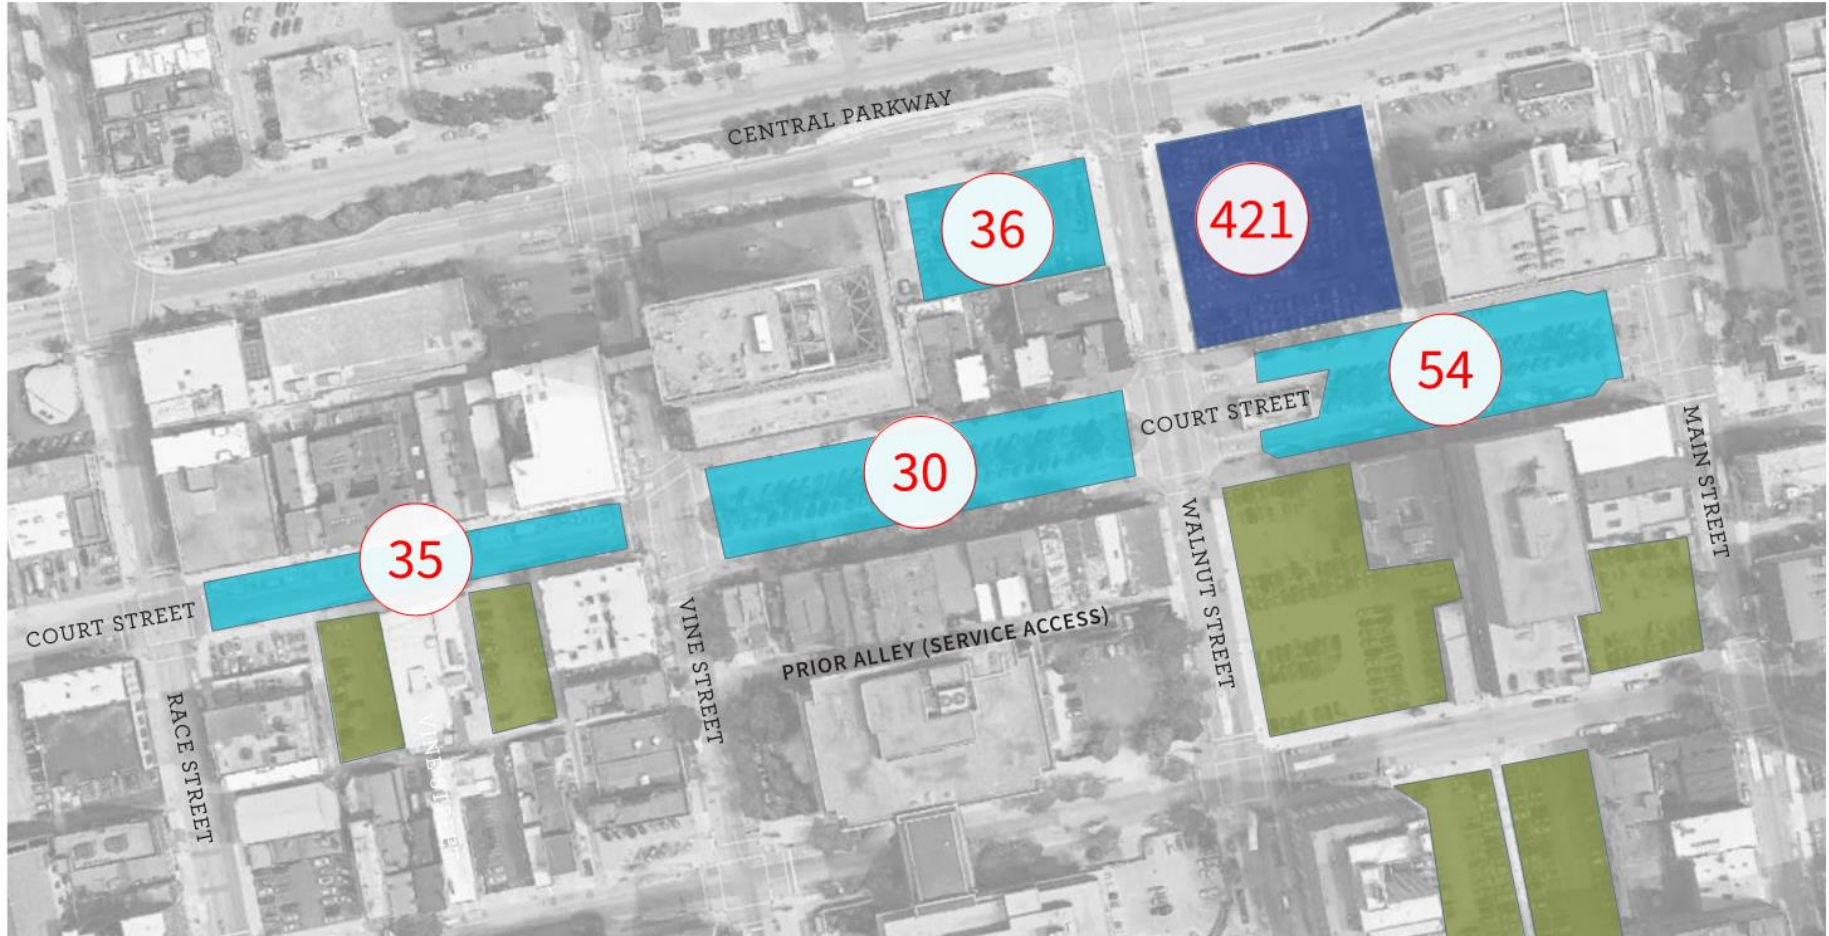 CENTRAL PARKWAY
36
421
54
COURT STREET
30
MAIN STREET
35
COURT STREET
WALNUT STREET
VINE STREET
PRIOR ALLEY (SERVICE ACCESS)
RACE STREET